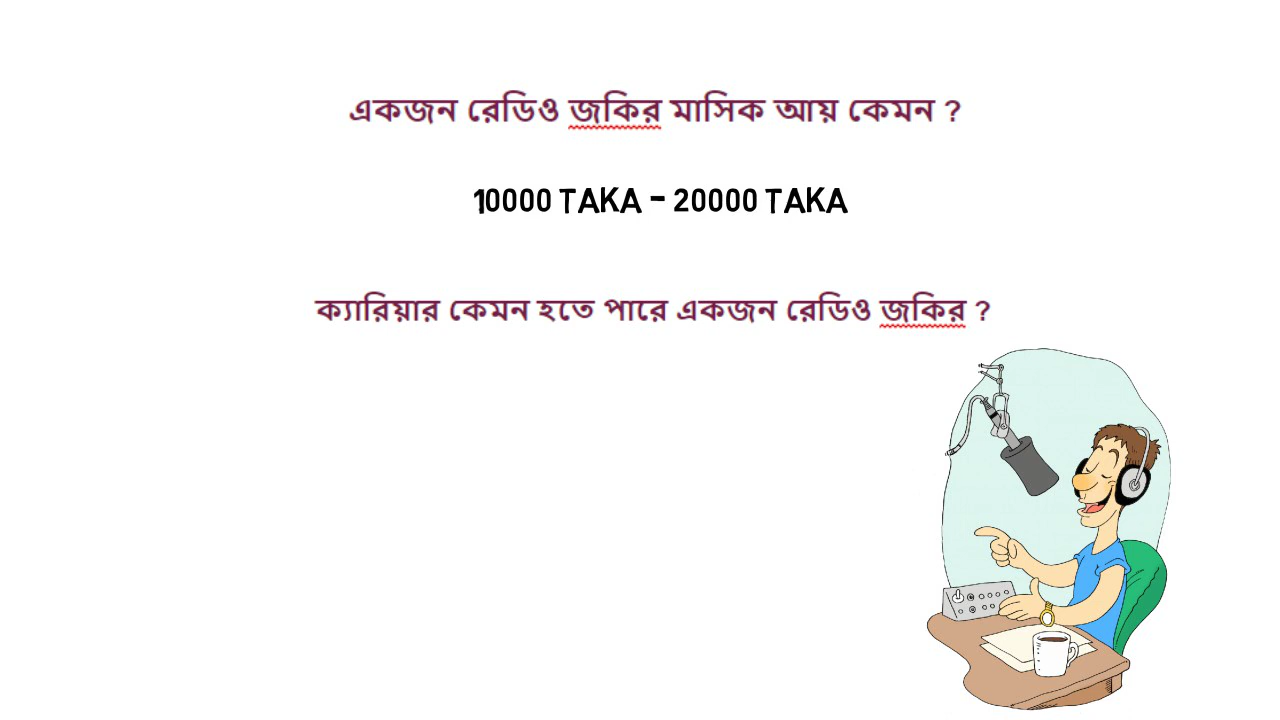 একজন রেডিও জকির মাসিক আয় কেমন ?
10000 TAKA - 20000 TAKA
ক্যারিয়ার কেমন হতে পারে একজন রেডিও জকির ?